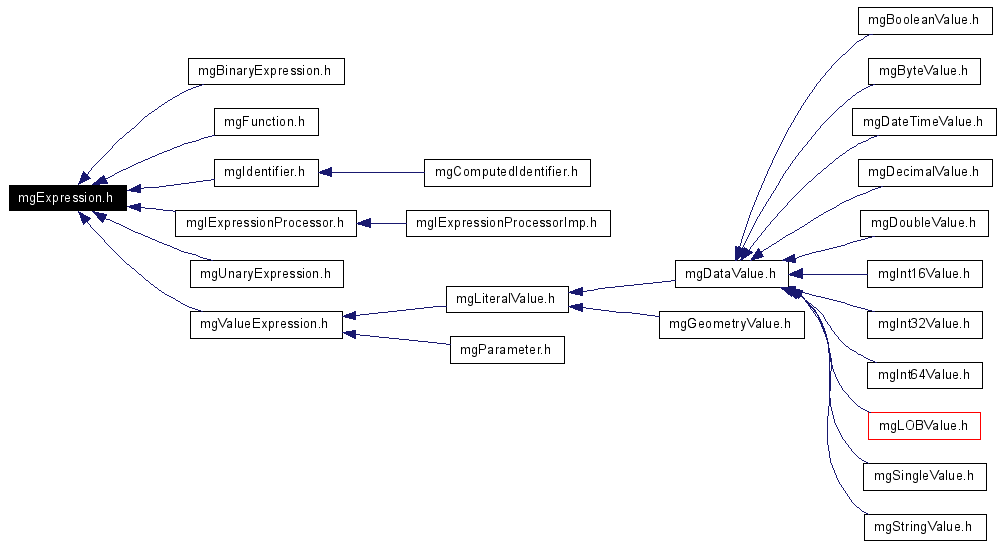 mgBooleanValue.h
mgBinaryExpression.h
mgByteValue.h
mgFunction.h
mgDateTimeValue.h
mgIdentifier.h
mgComputedIdentifier.h
mgDecimalValue.h
mgExpression.h
mgIExpressionProcessor.h
mgIExpressionProcessorImp.h
mgDoubleValue.h
mgUnaryExpression.h
mgDataValue.h
mgInt16Value.h
mgLiteralValue.h
mgValueExpression.h
mgGeometryValue.h
mgInt32Value.h
mgParameter.h
mgInt64Value.h
mgLOBValue.h
mgSingleValue.h
mgStringValue.h